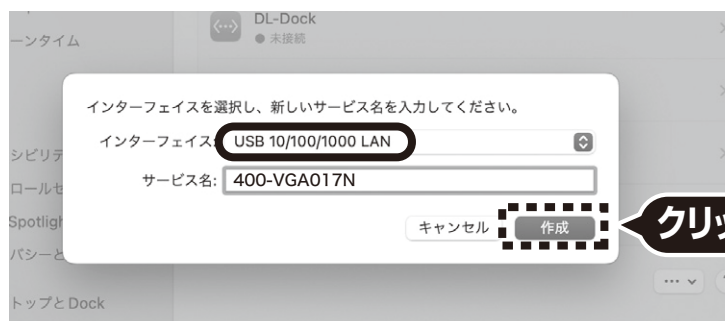 DL-Dock
ーンタイム
未接続
インターフェイスを選択し、新しいサービス名を入力してください。
インターフェイス:
USB 10/100/1000 LAN
シビリテ
サービス名:
400-VGA017N
ロールセ
Spotligh
キャンセル
作成
クリッ
バシーと
トップとDock